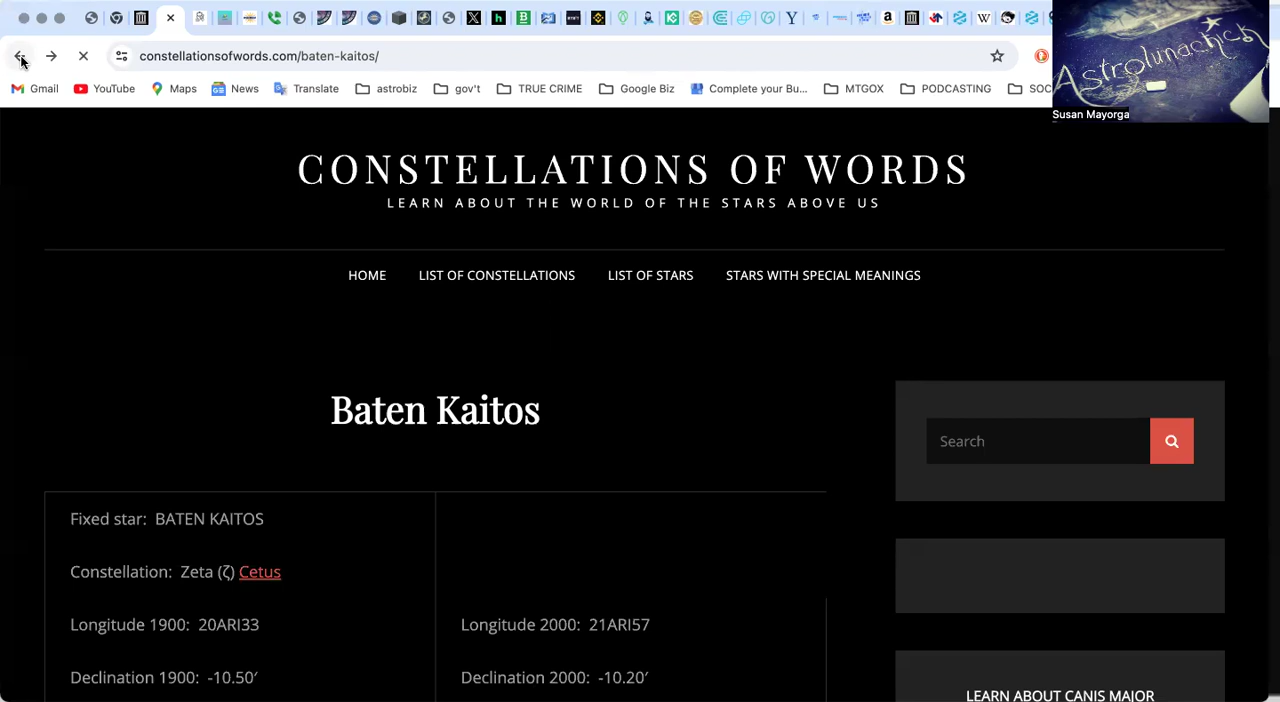 constellationsofwords.com/baten-kaitos/
Gmail YouTube Maps News Translate astrobiz gov't TRUE CRIME Google Biz Complete your Bu... MTGOX PODCASTING SOC
Astrolunachick
Susan Mayorga
CONSTELLATIONS OF WORDS
LEARN ABOUT THE WORLD OF THE STARS ABOVE US
HOME LIST OF CONSTELLATIONS LIST OF STARS STARS WITH SPECIAL MEANINGS
Baten Kaitos
Search
Fixed star: BATEN KAITOS
Constellation: Zeta (ζ) Cetus
Longitude 1900: 20ARI33 Longitude 2000: 21ARI57
Declination 1900: -10.50′ Declination 2000: -10.20′
LEARN ABOUT CANIS MAJOR